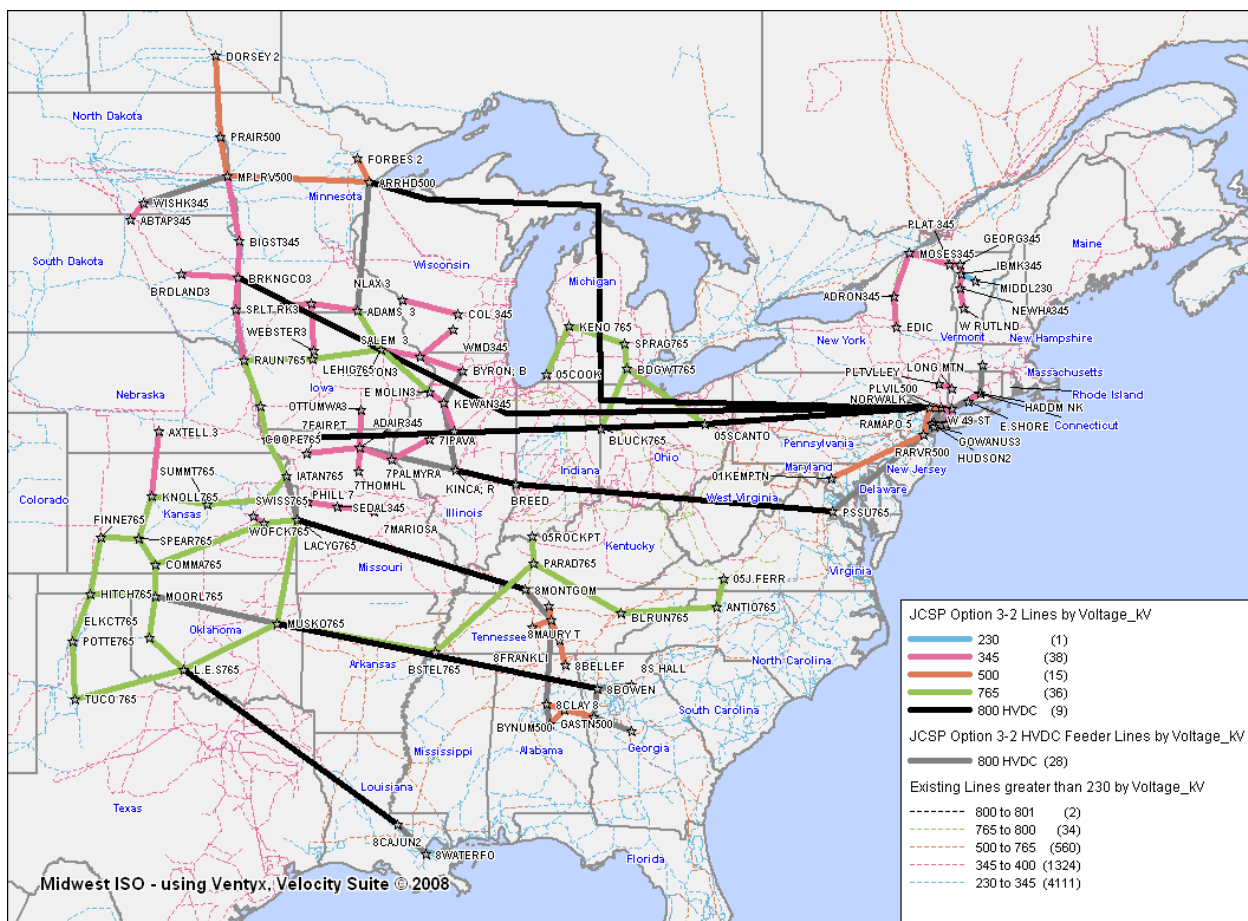 DORSEY 2
North Dakota
PRAIR500
FORBES 2
MPLRV500
ARRHD500
Minnesota
WISHK345
ABTAP345
PLAT 345
GEORG345
Maine
BIGST345
MOSES345
IBMK345
South Dakota
Wisconsin
BRKNGCO3
Michigan
MIDDL230
BRDLAND3
NLAX 3
ADRON345
NEWHA345
SPLT RK3
ADAMS 3
COL 345
KENO 765
EDIC
W RUTLND
WEBSTER3
SALEM 3
WMD345
SPRAG765
New York
Vermont
New Hampshire
RAUN 765
LEHIG765
BYRON; B
05COOK
BDGWT765
PLTVLLEY
LONG MTN
Massachusetts
Iowa
E MOLIN3
PLVIL500
Nebraska
OTTUMWA3
KEWAN345
NORWALK
HADDM NK
Rhode Island
7FAIRPT
ADAIR345
W 49-ST
E.SHORE
Connecticut
AXTELL.3
COOPE765
7IPAVA
BLUCK765
05SCANTO
RAMAPO 5
GOWANUS3
Ohio
Pennsylvania
RARVR500
HUDSON2
SUMMT765
IATAN765
7PALMYRA
Indiana
Maryland
New Jersey
Colorado
KNOLL765
7THOMHL
KINCA; R
BREED
01KEMPTN
Delaware
Kansas
SWISS765
PHILL 7
SEDAL345
Illinois
West Virginia
PSSU765
FINNE765
WOFCK765
7MARIOSA
SPEAR765
LACYG765
05ROCKPT
Kentucky
COMMA765
Missouri
PARAD765
Virginia
HITCH765
MOORL765
8MONTGOM
05J.FERR
ELKCT765
ANTIO765
POTTE765
Oklahoma
MUSKO765
Tennessee
8MAURY T
BLRUN765
Arkansas
8FRANKLI
North Carolina
L.E.S765
BSTEL765
8BELLEF
8S HALL
TUCO 765
8BOWEN
8CLAY 8
South Carolina
BYNUM500
GASTN500
Mississippi
Alabama
Georgia
Louisiana
Texas
8CAJUN2
8WATERFO
Florida
Midwest ISO - using Ventyx, Velocity Suite © 2008
JCSP Option 3-2 Lines by Voltage_kV
230 (1)
345 (38)
500 (15)
765 (36)
800 HVDC (9)
JCSP Option 3-2 HVDC Feeder Lines by Voltage_kV
800 HVDC (28)
Existing Lines greater than 230 by Voltage_kV
800 to 801 (2)
765 to 800 (34)
500 to 765 (560)
345 to 400 (1324)
230 to 345 (4111)